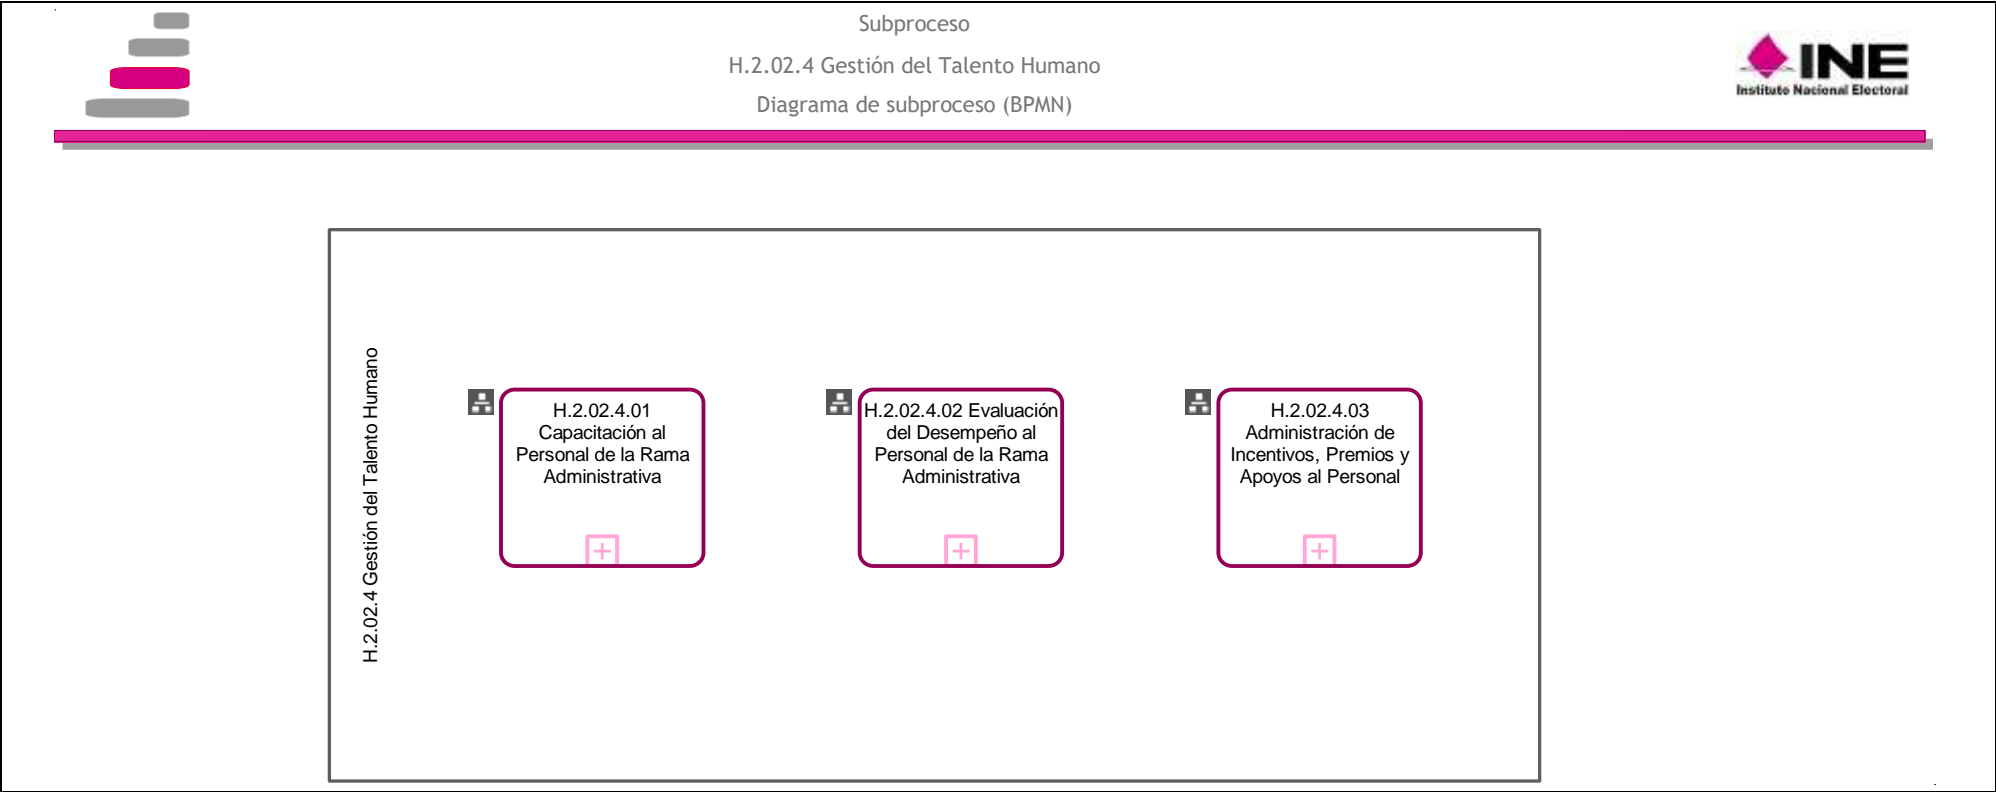 Subproceso
H.2.02.4 Gestión del Talento Humano
Diagrama de subproceso (BPMN)
INE
Instituto Nacional Electoral
H.2.02.4 Gestión del Talento Humano
H.2.02.4.01
Capacitación al
Personal de la Rama
Administrativa
H.2.02.4.02 Evaluación
del Desempeño al
Personal de la Rama
Administrativa
H.2.02.4.03
Administración de
Incentivos, Premios y
Apoyos al Personal